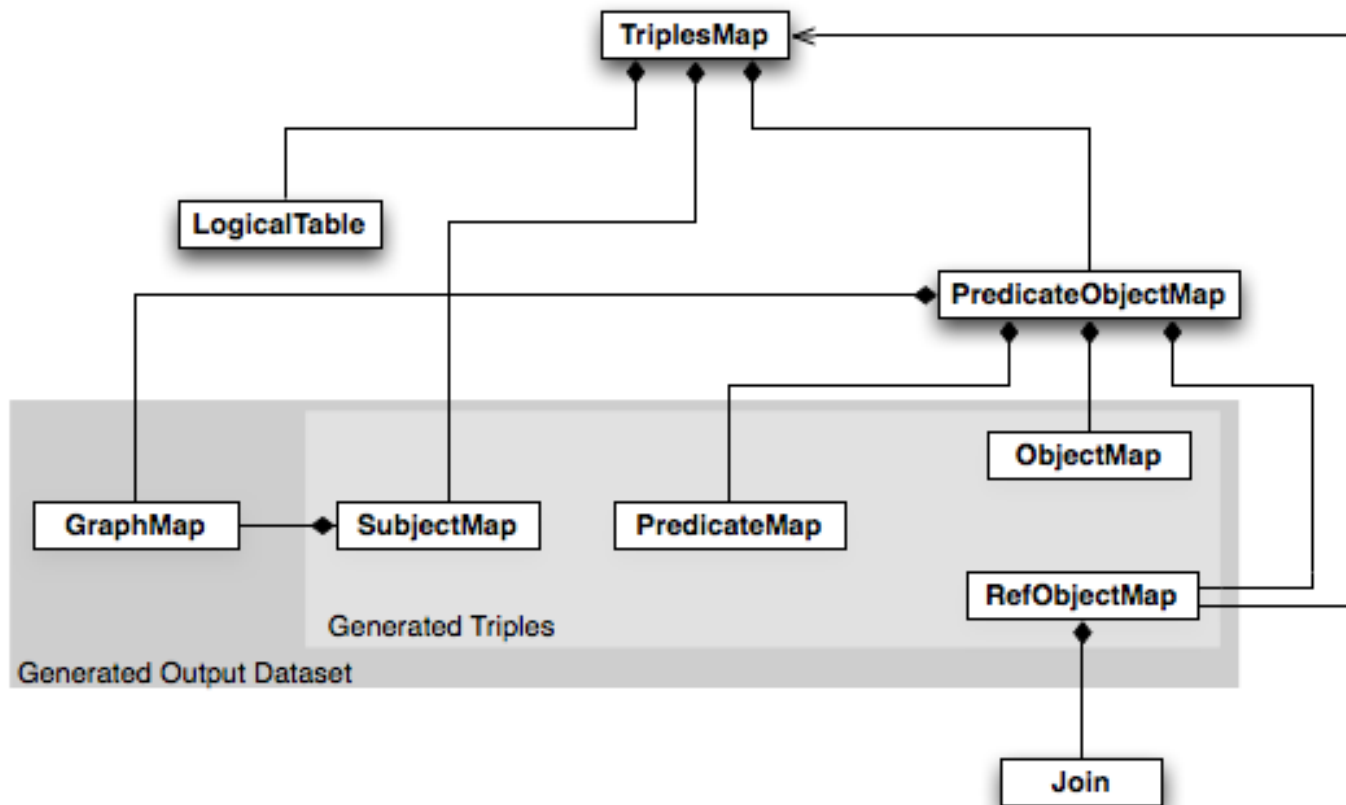 TriplesMap
LogicalTable
PredicateObjectMap
ObjectMap
GraphMap
SubjectMap
PredicateMap
RefObjectMap
Generated Triples
Generated Output Dataset
Join